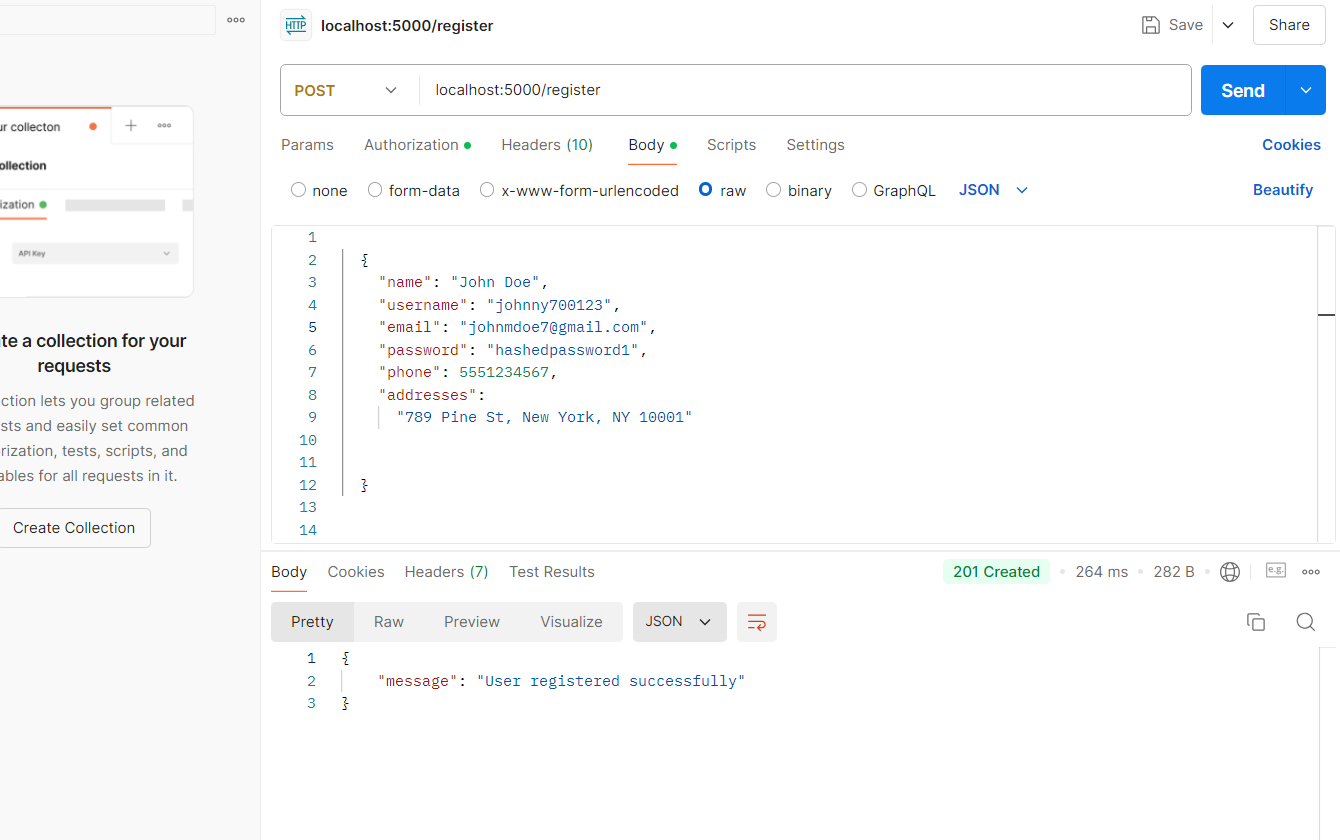 HTTP localhost:5000/register Save Share
POST localhost:5000/register Send
Params Authorization Headers (10) Body Scripts Settings Cookies
none form-data x-www-form-urlencoded raw binary GraphQL JSON Beautify
ur collecton
ollection
ization
API Key
te a collection for your
requests
ction lets you group related
sts and easily set common
rization, tests, scripts, and
ables for all requests in it.
Create Collection
1
2 {
3 "name": "John Doe",
4 "username": "johnny700123",
5 "email": "johnmdoe7@gmail.com",
6 "password": "hashedpassword1",
7 "phone": 5551234567,
8 "addresses":
9 "789 Pine St, New York, NY 10001"
10
11
12 }
13
14
Body Cookies Headers (7) Test Results 201 Created 264 ms 282 B e.g.
Pretty Raw Preview Visualize JSON
1 {
2 "message": "User registered successfully"
3 }